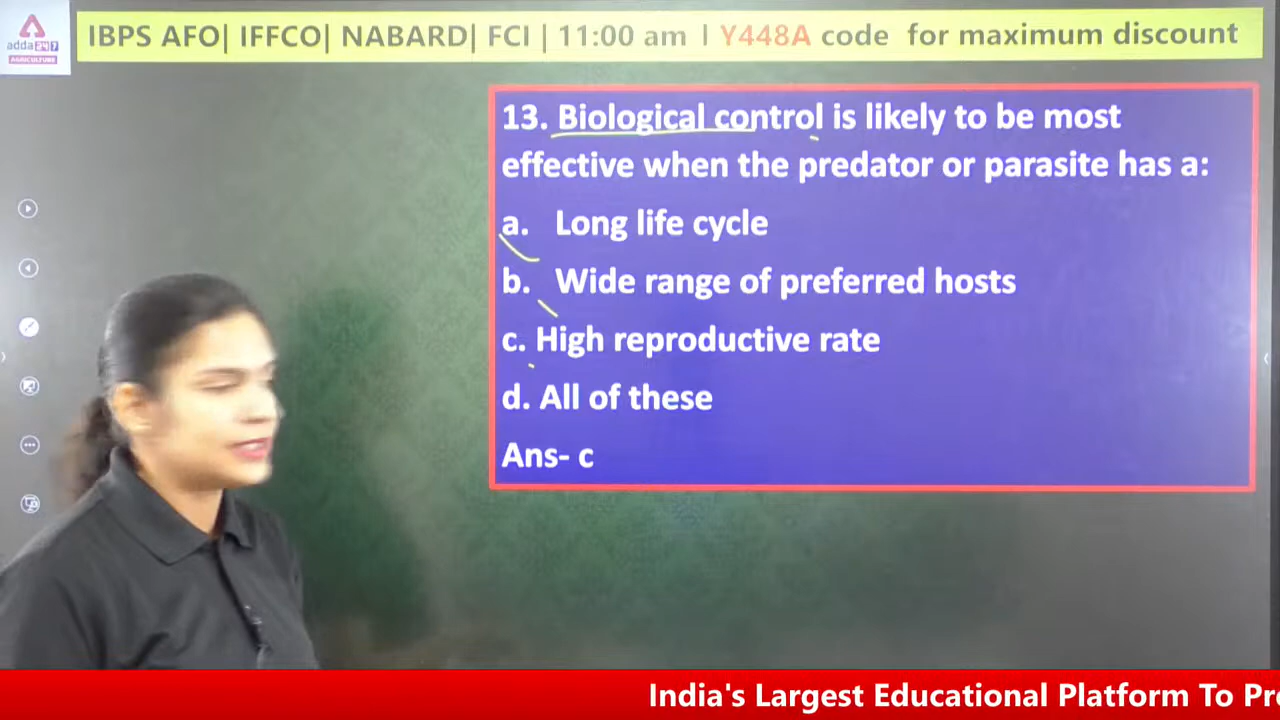 adda247
AGRICULTURE
IBPS AFO| IFFCO| NABARD| FCI | 11:00 am I Y448A code for maximum discount
13. Biological control is likely to be most
effective when the predator or parasite has a:
a. Long life cycle
b. Wide range of preferred hosts
c. High reproductive rate
d. All of these
Ans- c
India's Largest Educational Platform To Pre